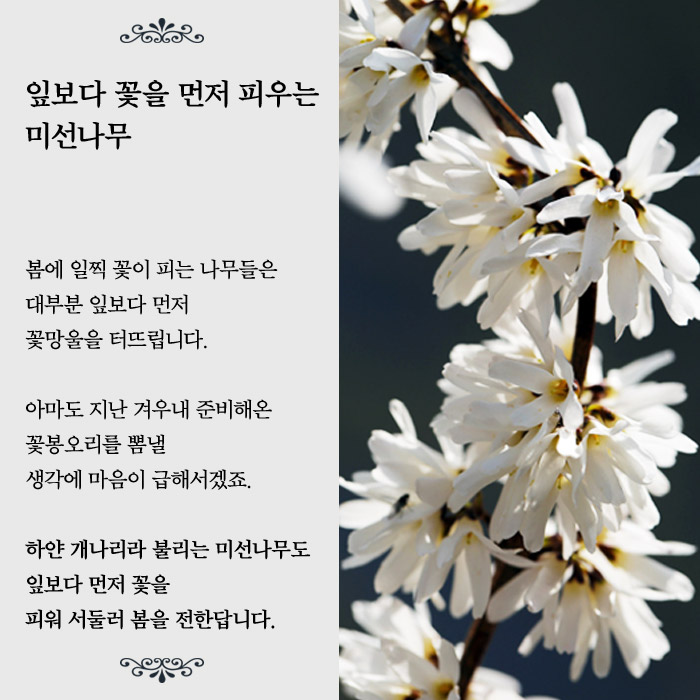 잎보다 꽃을 먼저 피우는
미선나무
봄에 일찍 꽃이 피는 나무들은
대부분 잎보다 먼저
꽃망울을 터뜨립니다.
아마도 지난 겨우내 준비해온
꽃봉오리를 뽐낼
생각에 마음이 급해서겠죠.
하얀 개나리라 불리는 미선나무도
잎보다 먼저 꽃을
피워 서둘러 봄을 전한답니다.